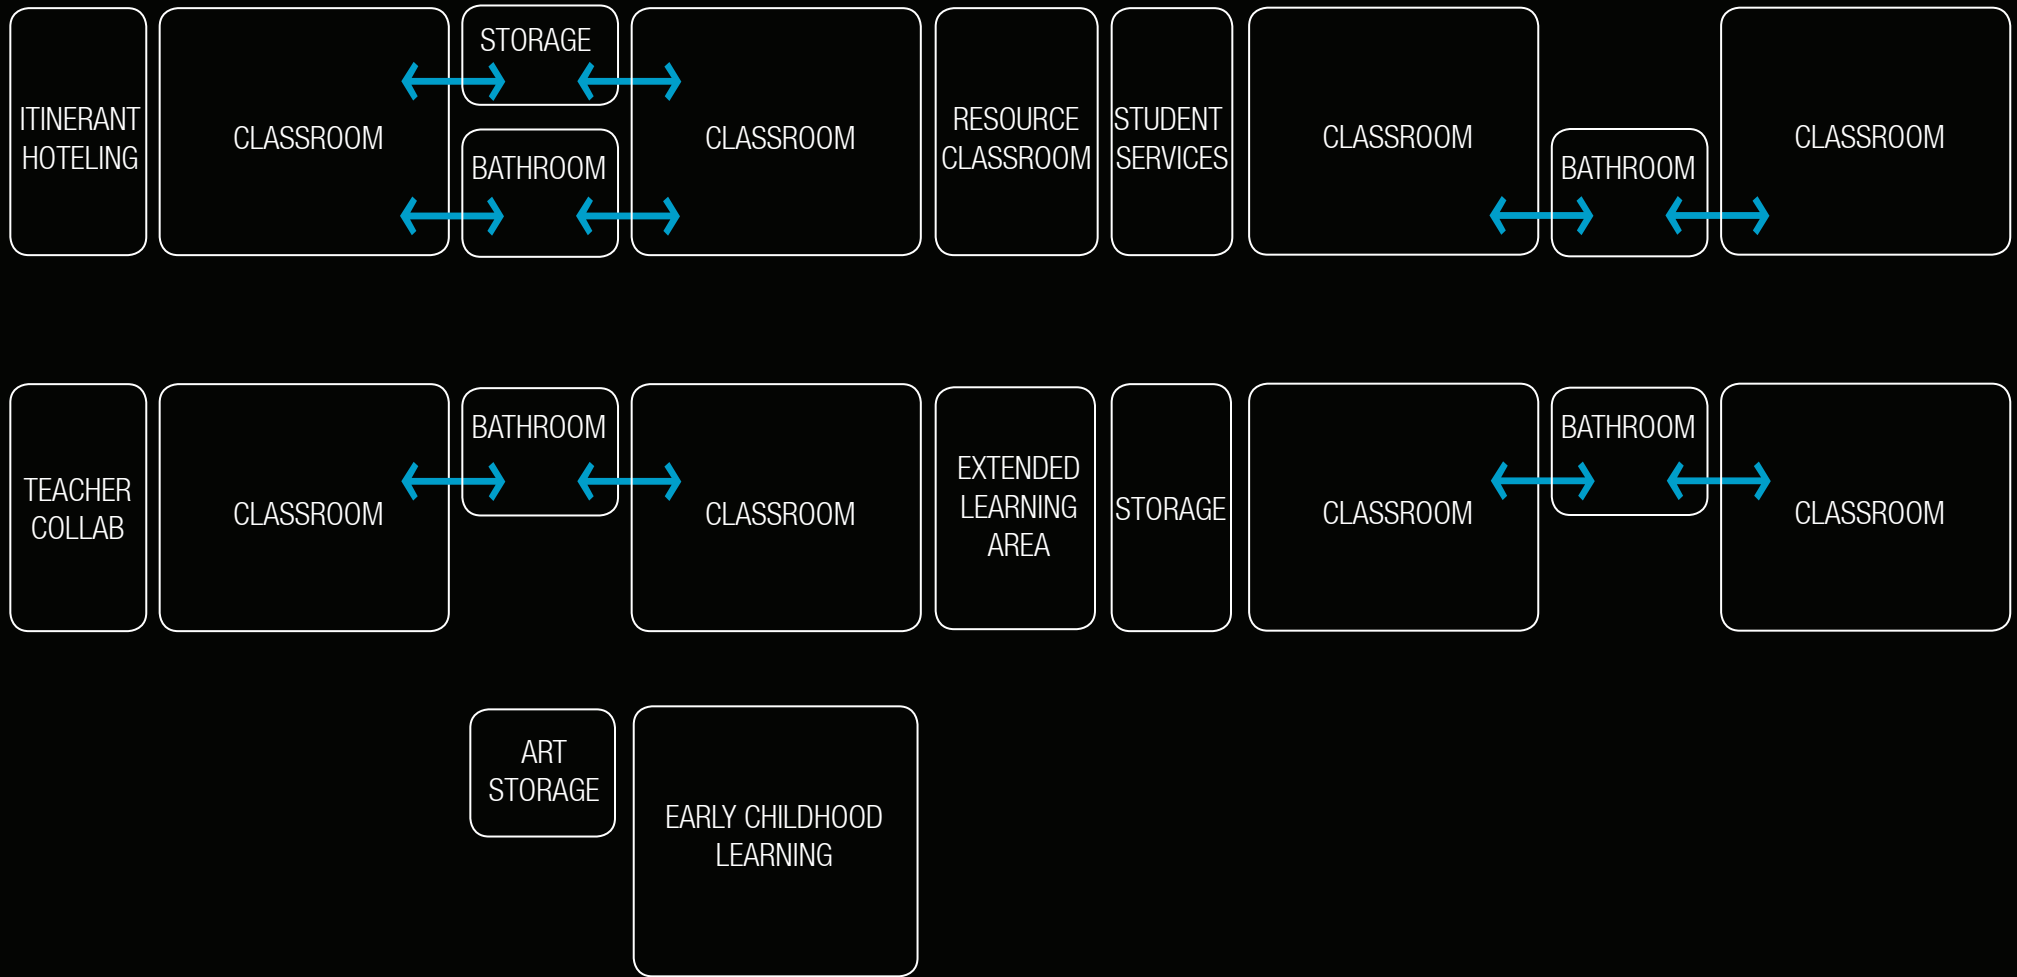 ITINERANT
HOTELING
CLASSROOM
STORAGE
BATHROOM
CLASSROOM
RESOURCE
CLASSROOM
STUDENT
SERVICES
CLASSROOM
BATHROOM
CLASSROOM
TEACHER
COLLAB
CLASSROOM
BATHROOM
CLASSROOM
EXTENDED
LEARNING
AREA
STORAGE
CLASSROOM
BATHROOM
CLASSROOM
ART
STORAGE
EARLY CHILDHOOD
LEARNING